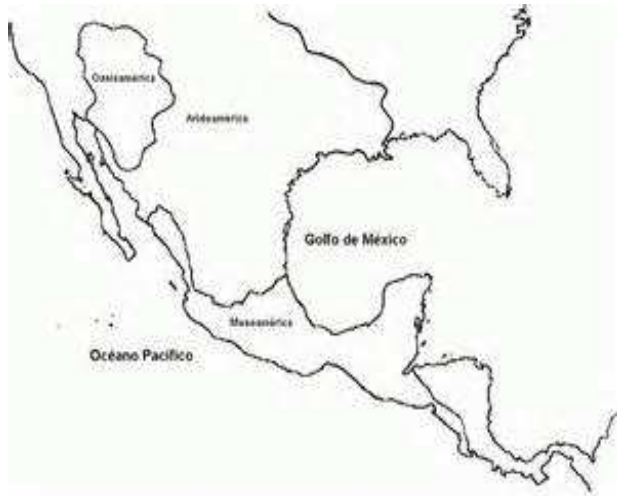 Oasisamérica
Aridoamérica
Golfo de México
Mesoamérica
Océano Pacífico